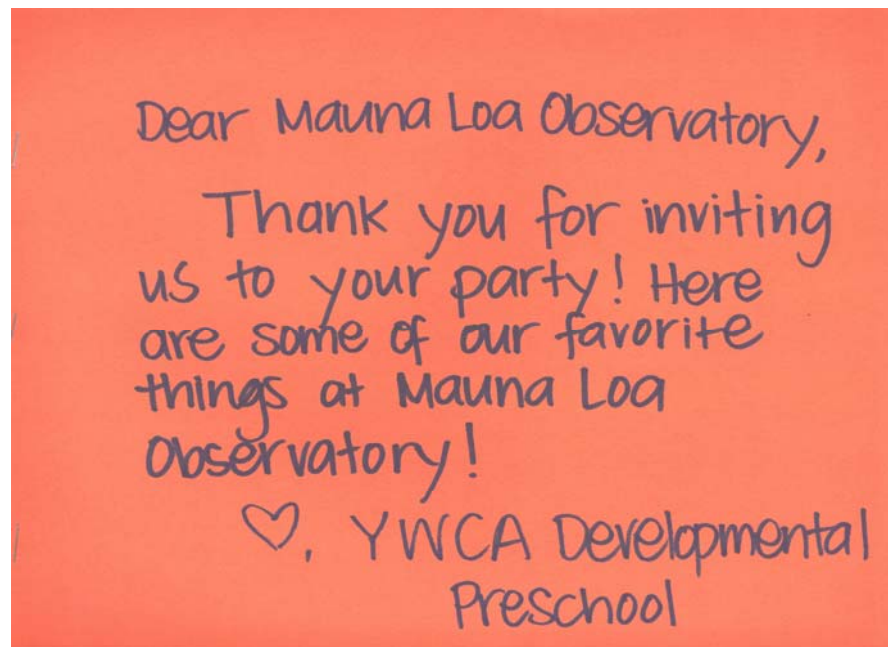 Dear Mauna Loa Observatory,
Thank you for inviting
us to your party! Here
are some of our favorite
things at Mauna Loa
Observatory!
♡, YWCA Developmental
Preschool